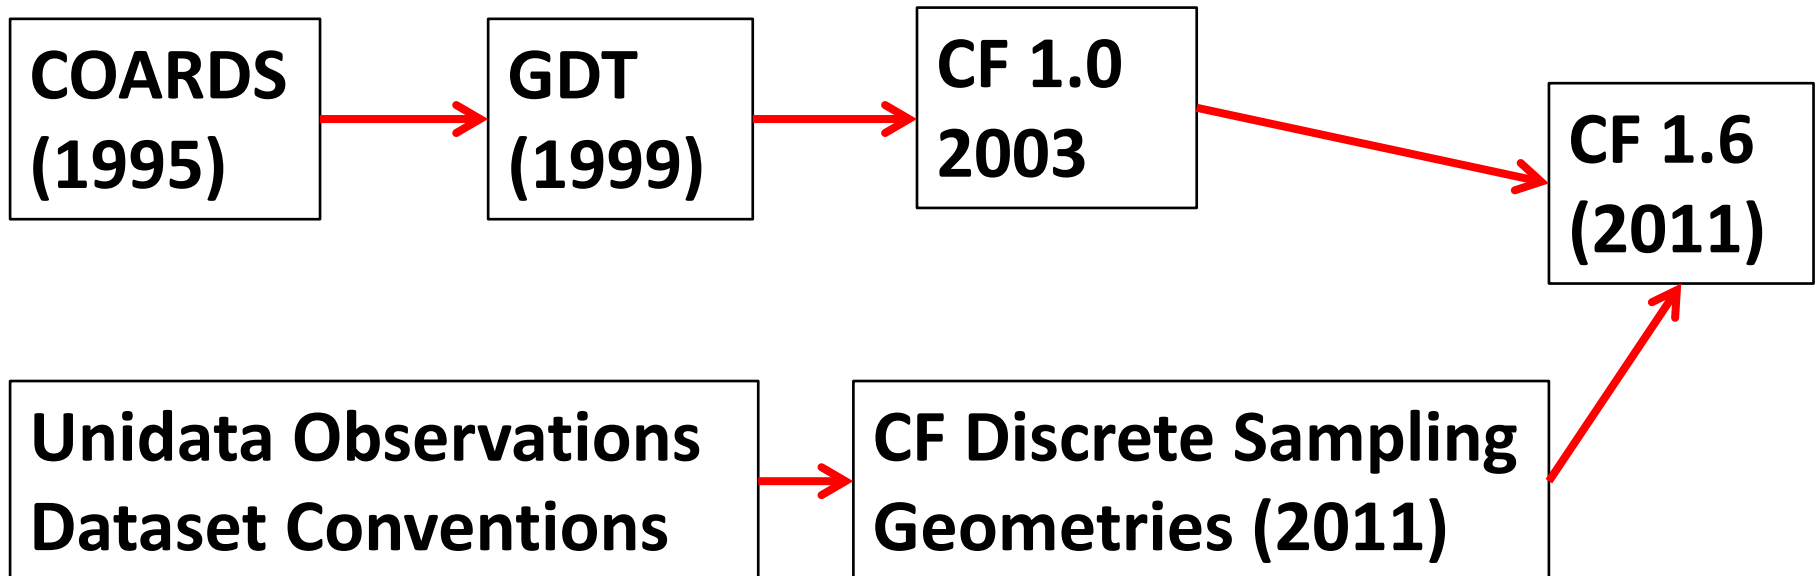 COARDS
(1995)
GDT
(1999)
CF 1.0
2003
CF 1.6
(2011)
Unidata Observations
Dataset Conventions
CF Discrete Sampling
Geometries (2011)